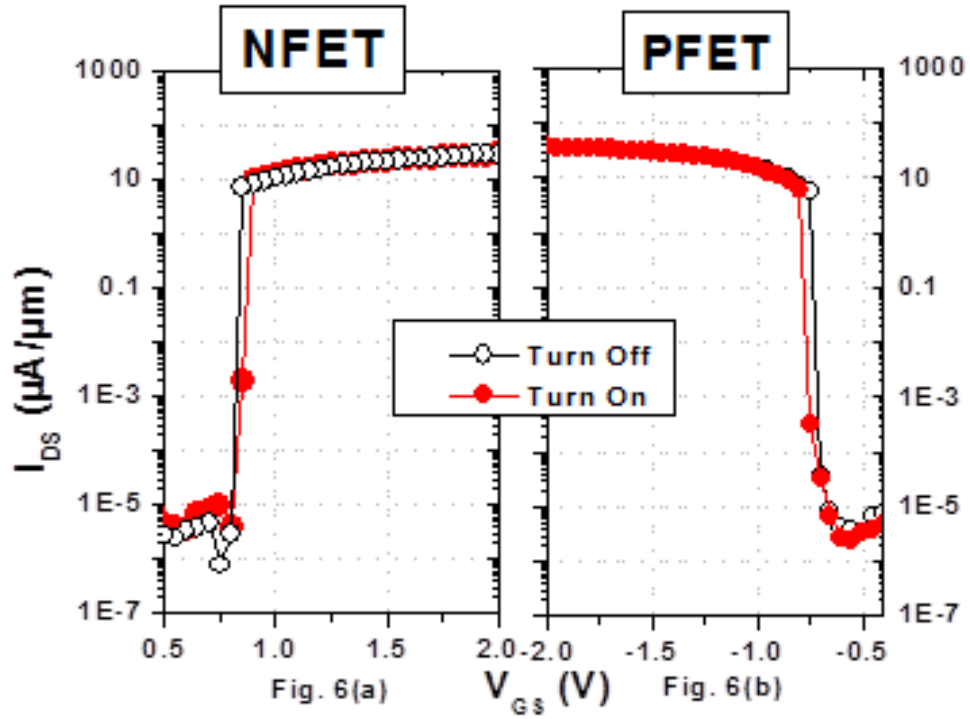 NFET
PFET
1000
10
0.1
1E-3
1E-5
1E-7
I_DS (µA/µm)
1000
10
0.1
1E-3
1E-5
1E-7
Turn Off
Turn On
0.5
1.0
1.5
2.0
-2.0
-1.5
-1.0
-0.5
Fig. 6(a)
V_GS (V)
Fig. 6(b)